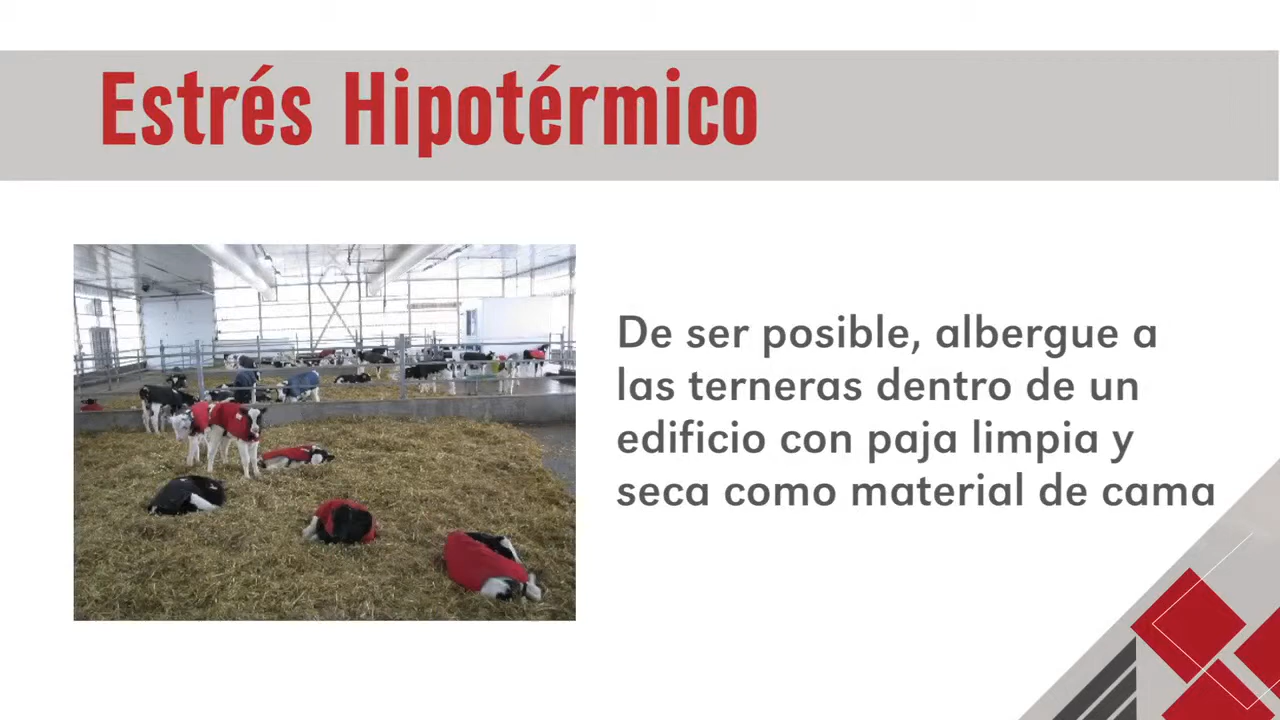 Estrés Hipotérmico
De ser posible, albergue a
las terneras dentro de un
edificio con paja limpia y
seca como material de cama